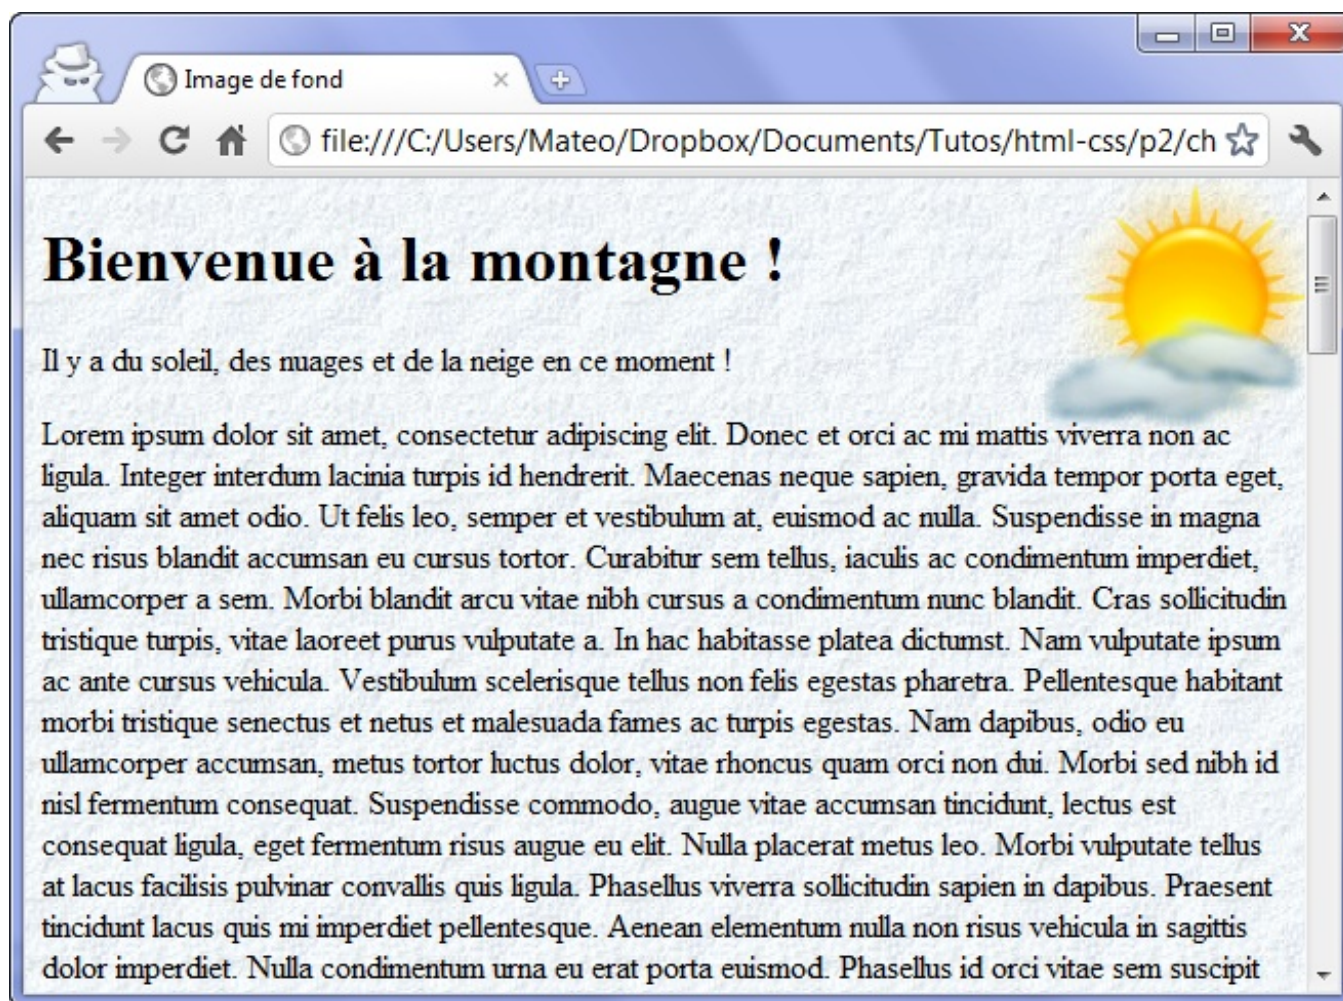 Image de fond
file:///C:/Users/Mateo/Dropbox/Documents/Tutos/html-css/p2/ch
Bienvenue à la montagne !
Il y a du soleil, des nuages et de la neige en ce moment !
Lorem ipsum dolor sit amet, consectetur adipiscing elit. Donec et orci ac mi mattis viverra non ac
ligula. Integer interdum lacinia turpis id hendrerit. Maecenas neque sapien, gravida tempor porta eget,
aliquam sit amet odio. Ut felis leo, semper et vestibulum at, euismod ac nulla. Suspendisse in magna
nec risus blandit accumsan eu cursus tortor. Curabitur sem tellus, iaculis ac condimentum imperdiet,
ullamcorper a sem. Morbi blandit arcu vitae nibh cursus a condimentum nunc blandit. Cras sollicitudin
tristique turpis, vitae laoreet purus vulputate a. In hac habitasse platea dictumst. Nam vulputate ipsum
ac ante cursus vehicula. Vestibulum scelerisque tellus non felis egestas pharetra. Pellentesque habitant
morbi tristique senectus et netus et malesuada fames ac turpis egestas. Nam dapibus, odio eu
ullamcorper accumsan, metus tortor luctus dolor, vitae rhoncus quam orci non dui. Morbi sed nibh id
nisl fermentum consequat. Suspendisse commodo, augue vitae accumsan tincidunt, lectus est
consequat ligula, eget fermentum risus augue eu elit. Nulla placerat metus leo. Morbi vulputate tellus
at lacus facilisis pulvinar convallis quis ligula. Phasellus viverra sollicitudin sapien in dapibus. Praesent
tincidunt lacus quis mi imperdiet pellentesque. Aenean elementum nulla non risus vehicula in sagittis
dolor imperdiet. Nulla condimentum urna eu erat porta euismod. Phasellus id orci vitae sem suscipit